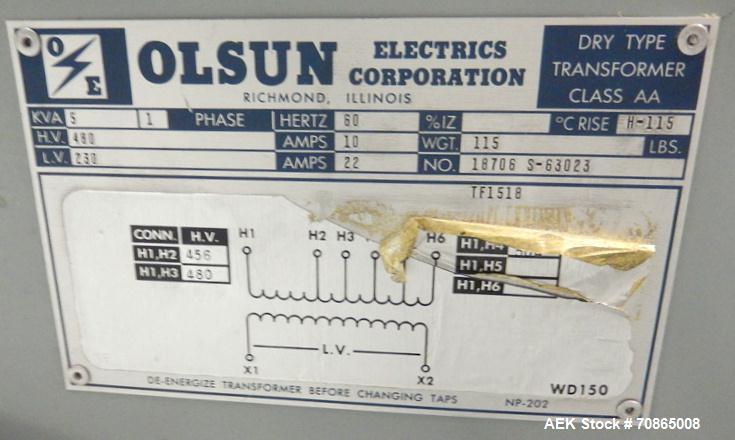 O E OLSUN ELECTRICS CORPORATION
RICHMOND, ILLINOIS
DRY TYPE
TRANSFORMER
CLASS AA
KVA 5 1 PHASE HERTZ 60 %IZ °C RISE H-115
H.V. 480 AMPS 10 WGT. 115 LBS.
L.V. 230 AMPS 22 NO. 18706 S-63023
TF1518
CONN. H.V. H1 H2 H3 H6 H1,H4
H1,H2 456 H1,H5
H1,H3 480 H1,H6
L.V.
X1 X2
WD150
DE-ENERGIZE TRANSFORMER BEFORE CHANGING TAPS NP-202
AEK Stock # 70865008